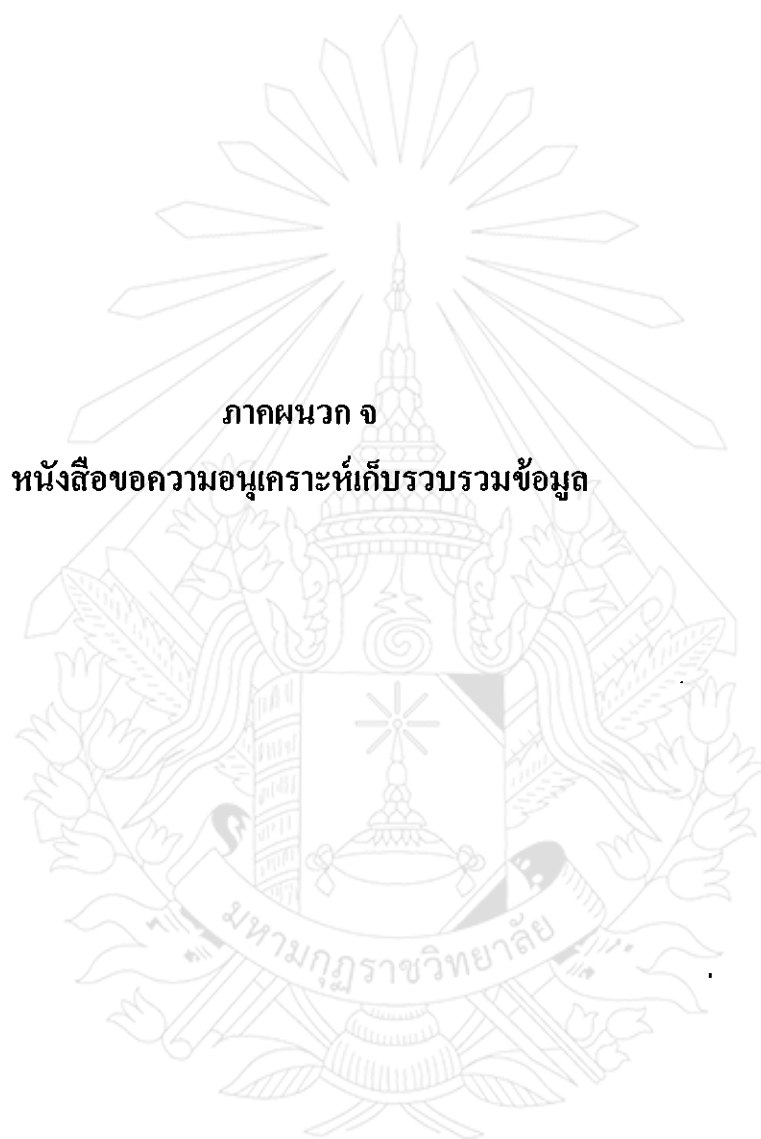 ภาคผนวก จ
หนังสือขอความอนุเคราะห์เก็บรวบรวมข้อมูล
มหามกุฏราชวิทยาลัย